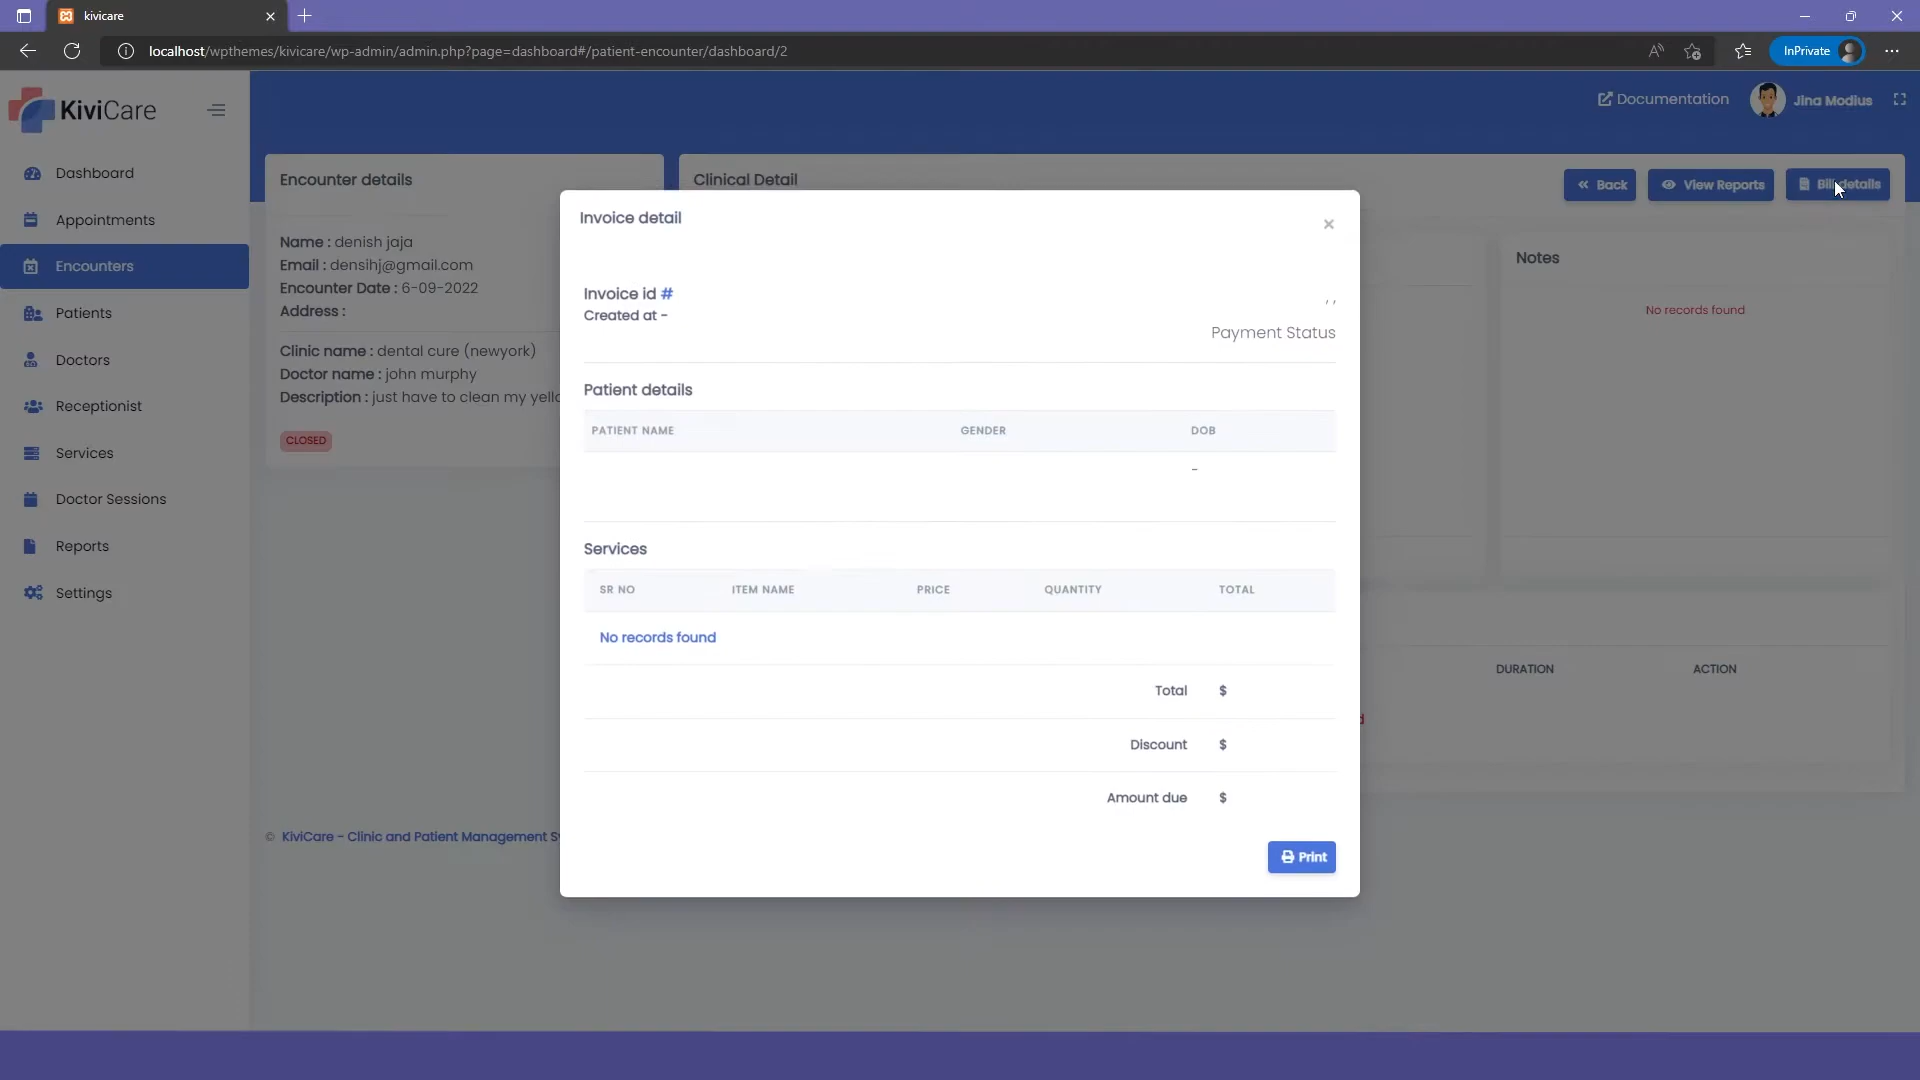 kivicare
localhost/wpthemes/kivicare/wp-admin/admin.php?page=dashboard#/patient-encounter/dashboard/2
InPrivate
KiviCare
Documentation
Jina Modius
Dashboard
Appointments
Encounters
Patients
Doctors
Receptionist
Services
Doctor Sessions
Reports
Settings
Encounter details
Name : denish jaja
Email : densihj@gmail.com
Encounter Date : 6-09-2022
Address :
Clinic name : dental cure (newyork)
Doctor name : john murphy
Description : just have to clean my
CLOSED
Clinical Detail
Back
View Reports
Bill details
Notes
No records found
DURATION ACTION
Invoice detail
×
Invoice id #
Created at -
, ,
Payment Status
Patient details
PATIENT NAME GENDER DOB
-
Services
SR NO ITEM NAME PRICE QUANTITY TOTAL
No records found
Total $
Discount $
Amount due $
Print
© KiviCare - Clinic and Patient Management